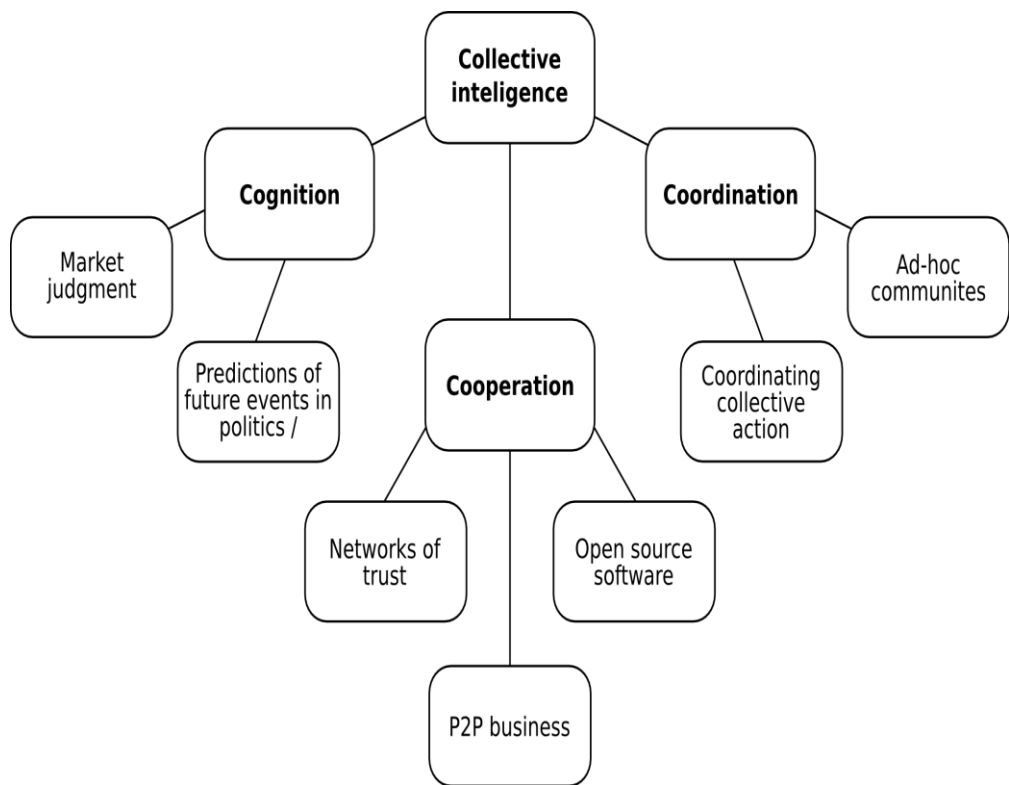 Collective
inteligence
Cognition
Coordination
Market
judgment
Ad-hoc
communites
Predictions of
future events in
politics /
Cooperation
Coordinating
collective
action
Networks of
trust
Open source
software
P2P business